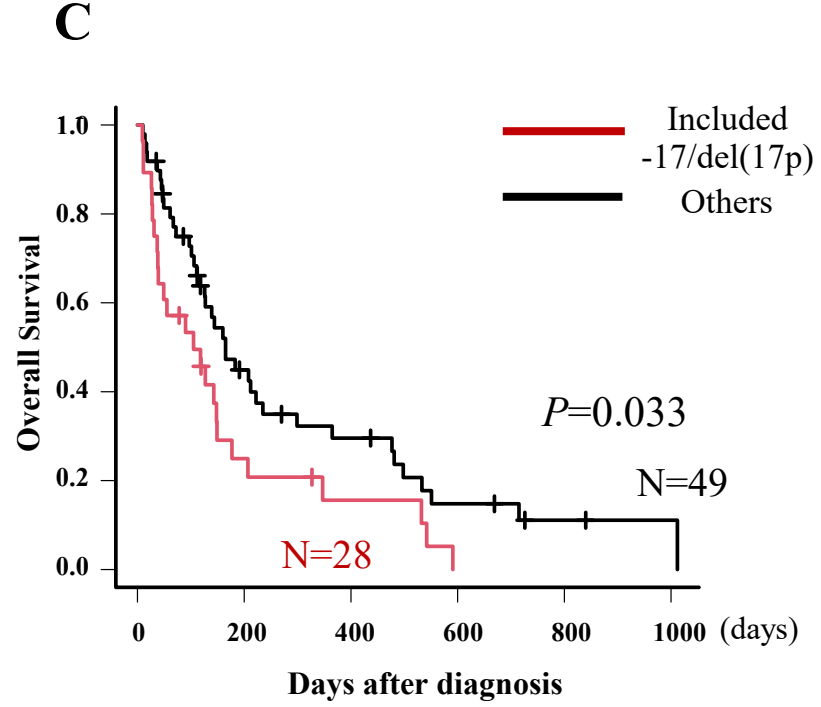 C
Included
-17/del(17p)
Others
1.0
0.8
0.6
0.4
0.2
0.0
Overall Survival
P=0.033
N=49
N=28
0 200 400 600 800 1000 (days)
Days after diagnosis